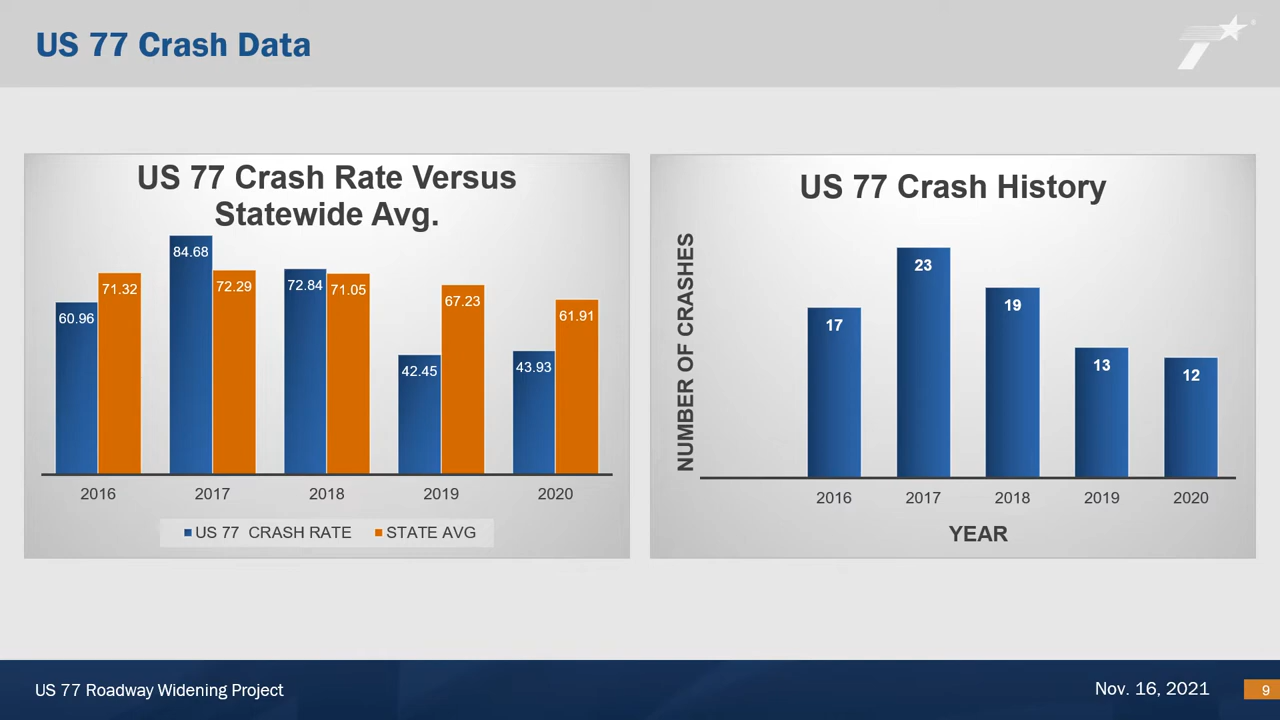 US 77 Crash Data
US 77 Crash Rate Versus
Statewide Avg.
84.68
60.96
71.32
72.29
72.84
71.05
42.45
67.23
43.93
61.91
2016
2017
2018
2019
2020
US 77 CRASH RATE
STATE AVG
US 77 Crash History
NUMBER OF CRASHES
17
23
19
13
12
2016
2017
2018
2019
2020
YEAR
US 77 Roadway Widening Project
Nov. 16, 2021
9